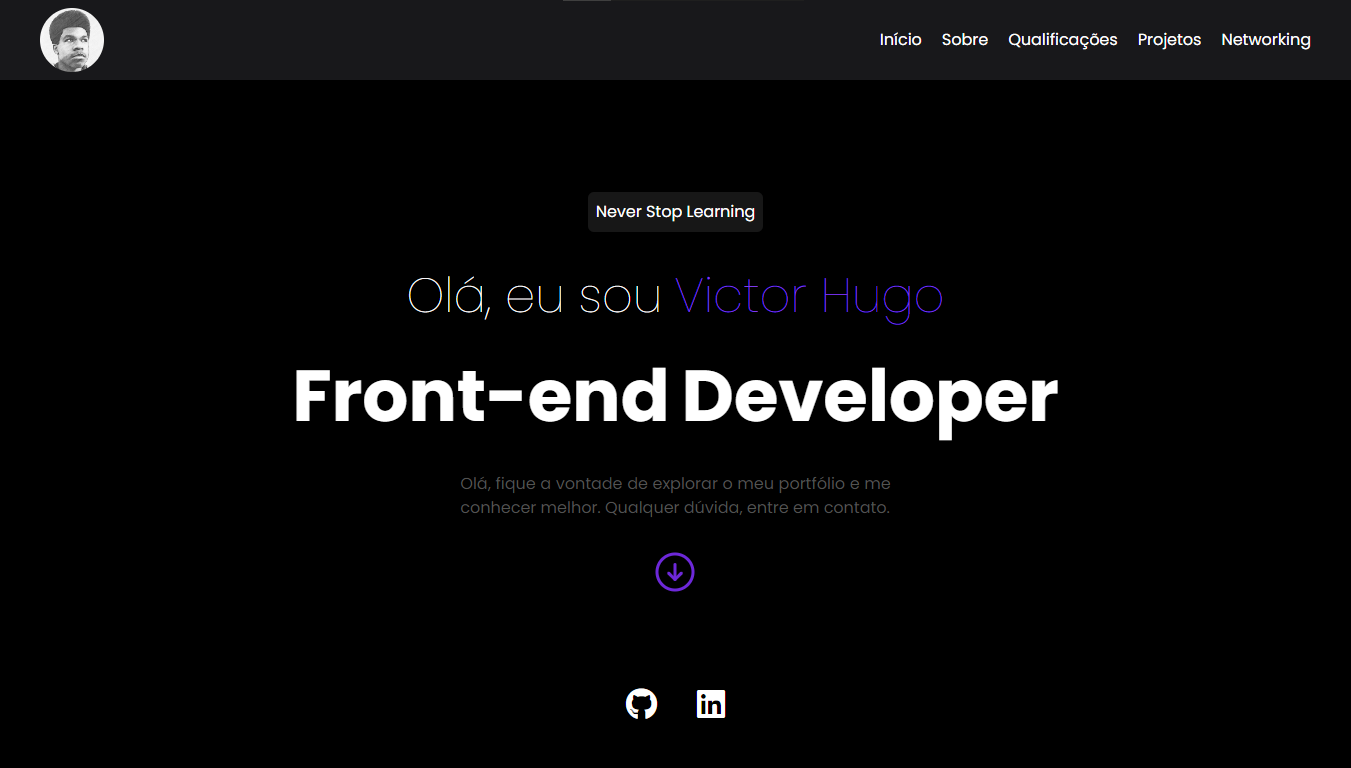 Início Sobre Qualificações Projetos Networking
Never Stop Learning
Olá, eu sou Victor Hugo
Front-end Developer
Olá, fique a vontade de explorar o meu portfólio e me
conhecer melhor. Qualquer dúvida, entre em contato.
in